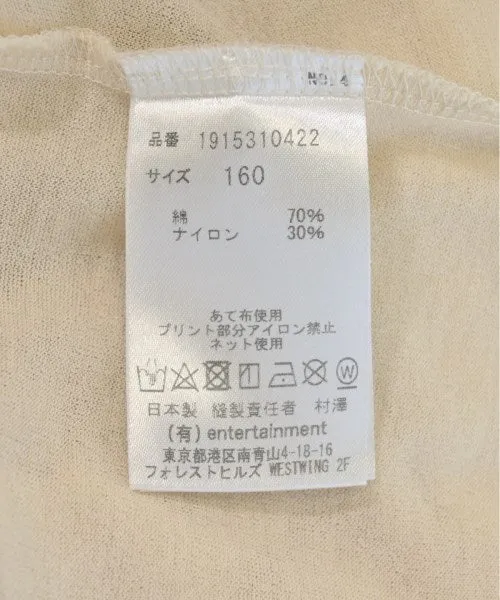 NO.4
品番 1915310422
サイズ 160
綿 70%
ナイロン 30%
あて布使用
プリント部分アイロン禁止
ネット使用
W
日本製 縫製責任者 村澤
(有) entertainment
東京都港区南青山4-18-16
フォレストヒルズ WESTWING 2F